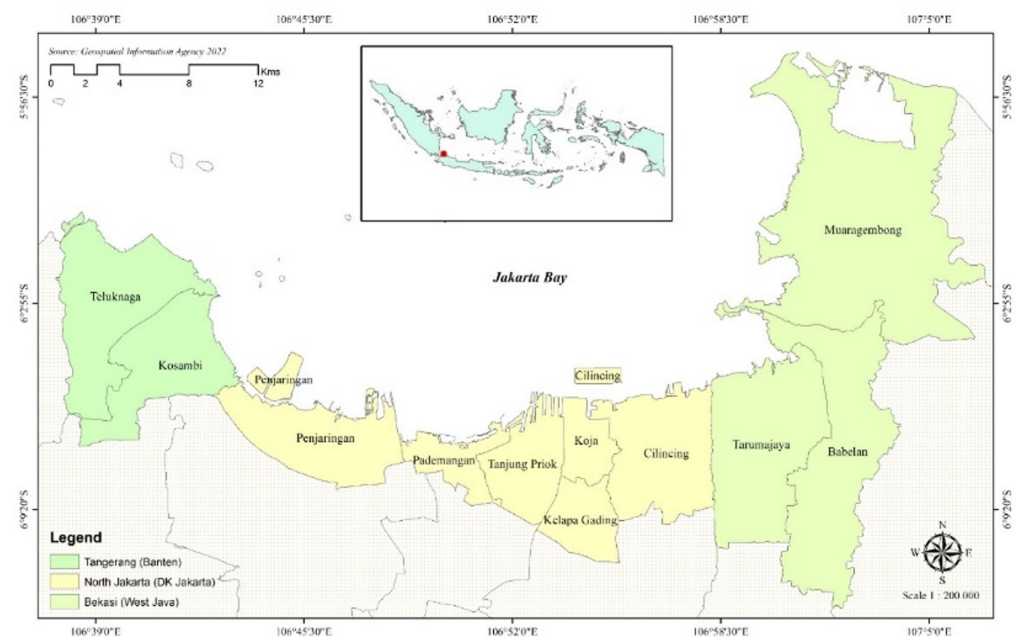 106°39'0"E 106°45'30"E 106°52'0"E 106°58'30"E 107°5'0"E
Source: Geospatial Information Agency 2022
0 2 4 8 12 Kms
5°56'30"S 5°56'30"S
Muaragembong
Jakarta Bay
Teluknaga
6°2'55"S 6°2'55"S
Kosambi
Penjaringan
Cilincing
Penjaringan
Koja
Tarumajaya
Pademangan
Tanjung Priok
Cilincing
Babelan
6°9'20"S 6°9'20"S
Kelapa Gading
Legend
Tangerang (Banten)
North Jakarta (DK Jakarta)
Bekasi (West Java)
N
W E
S
Scale 1 : 200.000
106°39'0"E 106°45'30"E 106°52'0"E 106°58'30"E 107°5'0"E